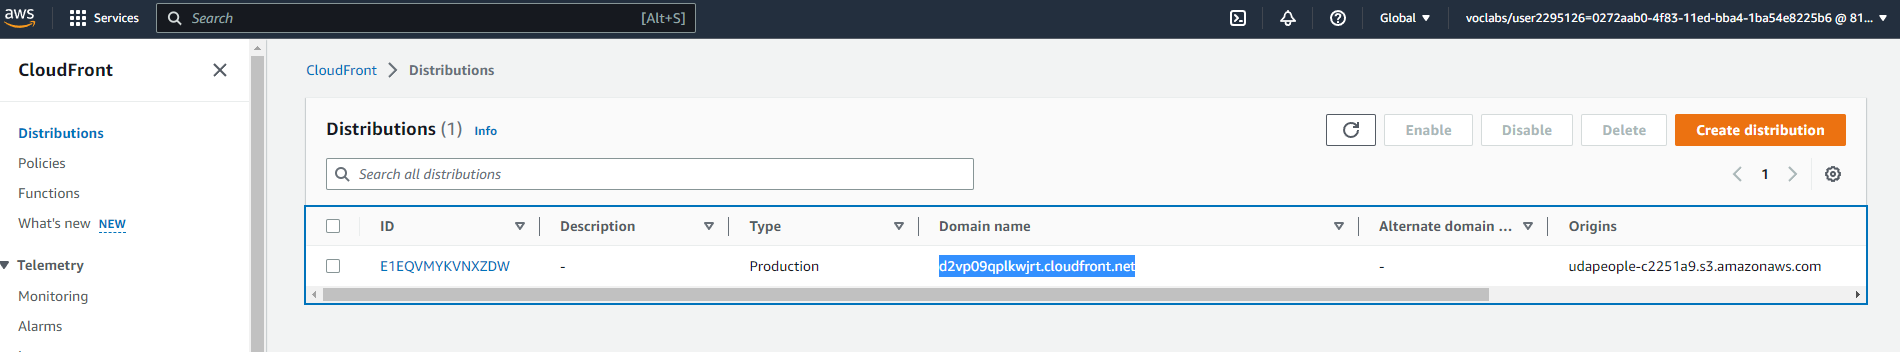 aws Services Search [Alt+S] Global voclabs/user2295126=0272aab0-4f83-11ed-bba4-1ba54e8225b6 @ 81...
CloudFront
Distributions
Policies
Functions
What's new NEW
Telemetry
Monitoring
Alarms
CloudFront Distributions
Distributions (1) Info Enable Disable Delete Create distribution
Search all distributions 1
ID Description Type Domain name Alternate domain ... Origins
E1EQVMYKVNXZDW - Production d2vp09qplkwjrt.cloudfront.net - udapeople-c2251a9.s3.amazonaws.com